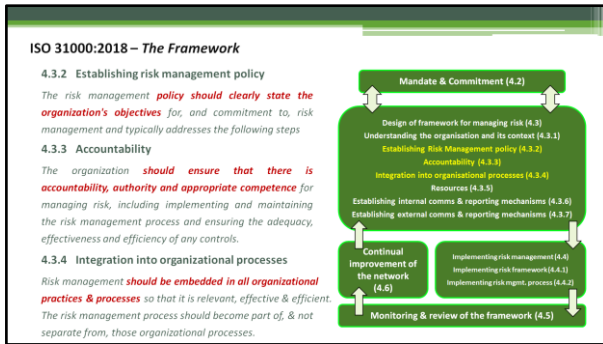 ISO 31000:2018 – The Framework
4.3.2 Establishing risk management policy
The risk management policy should clearly state the
organization's objectives for, and commitment to, risk
management and typically addresses the following steps
4.3.3 Accountability
The organization should ensure that there is
accountability, authority and appropriate competence for
managing risk, including implementing and maintaining
the risk management process and ensuring the adequacy,
effectiveness and efficiency of any controls.
4.3.4 Integration into organizational processes
Risk management should be embedded in all organizational
practices & processes so that it is relevant, effective & efficient.
The risk management process should become part of, & not
separate from, those organizational processes.
Mandate & Commitment (4.2)
Design of framework for managing risk (4.3)
Understanding the organisation and its context (4.3.1)
Establishing Risk Management policy (4.3.2)
Accountability (4.3.3)
Integration into organisational processes (4.3.4)
Resources (4.3.5)
Establishing internal comms & reporting mechanisms (4.3.6)
Establishing external comms & reporting mechanisms (4.3.7)
Continual
improvement of
the network
(4.6)
Implementing risk management (4.4)
Implementing risk framework (4.4.1)
Implementing risk mgmt. process (4.4.2)
Monitoring & review of the framework (4.5)